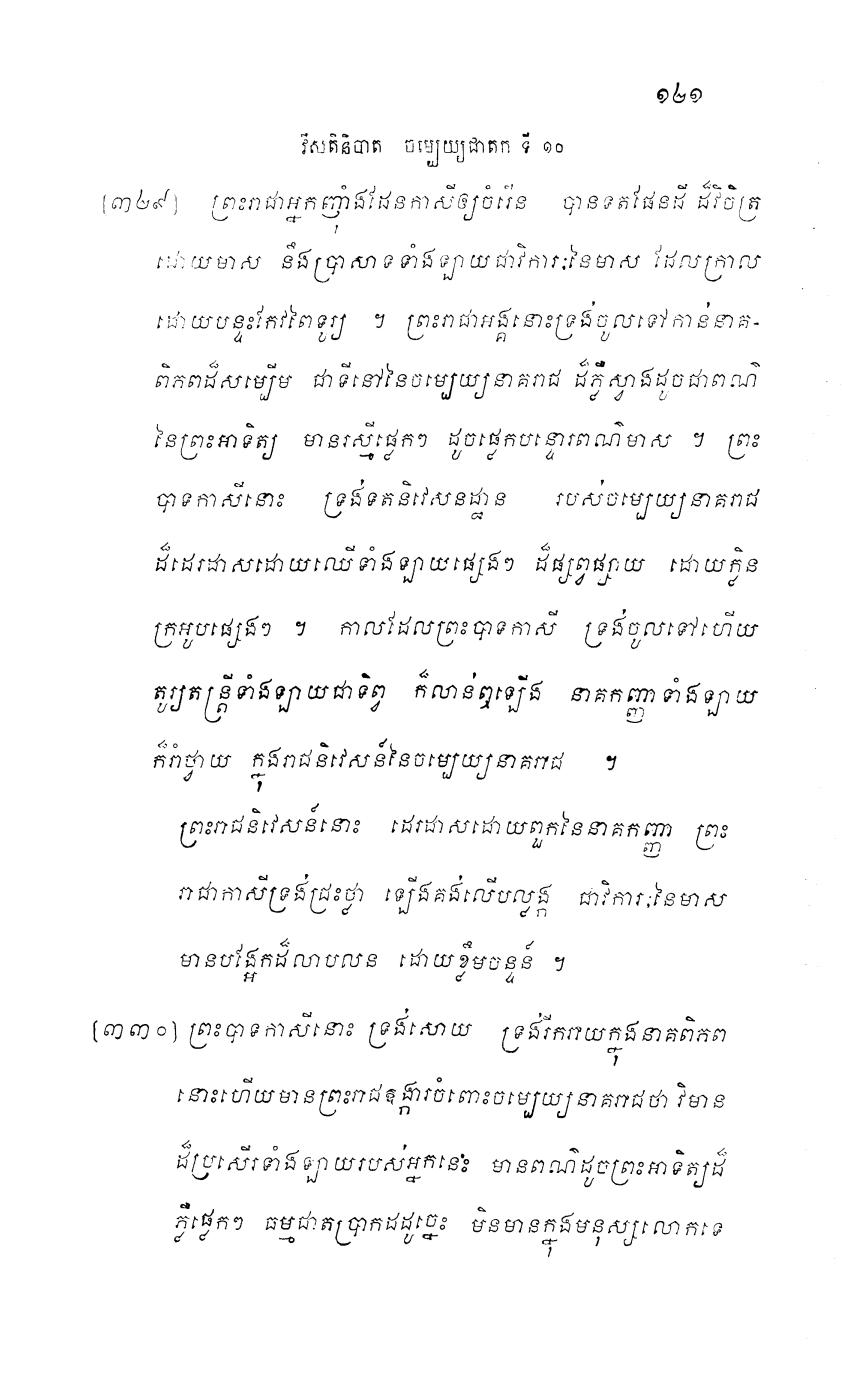 ១៤១
វីសតិនិបាត ចម្បេយ្យជាតក ទី ១០
[៣២៩] ព្រះរាជាអ្នកញ៉ាំងដែនកាសីឲ្យចំរើន បានទតផែនដី ដ៏វិចិត្រ
ដោយមាស នឹងប្រាសាទទាំងឡាយជាវិការៈនៃមាស ដែលក្រាល
ដោយបន្ទះកែវពៃទូរ្យ ។ ព្រះរាជាអង្គនោះទ្រង់ចូលទៅកាន់នាគ-
ពិភពដ៏សម្បើម ជាទីនៅនៃចម្បេយ្យនាគរាជ ដ៏ភ្លឺស្វាងដូចជាពណ៌
នៃព្រះអាទិត្យ មានរស្មីផ្លេកៗ ដូចផ្លេកបន្ទោរពណ៌មាស ។ ព្រះ
បាទកាសីនោះ ទ្រង់ទតនិវេសនដ្ឋាន របស់ចម្បេយ្យនាគរាជ
ដ៏ដេរដាសដោយឈើទាំងឡាយផ្សេងៗ ដ៏ផ្សព្វផ្សាយ ដោយក្លិន
ក្រអូបផ្សេងៗ ។ កាលដែលព្រះបាទកាសី ទ្រង់ចូលទៅហើយ
តូរ្យតន្ត្រីទាំងឡាយជាទិព្វ ក៏លាន់ឮឡើង នាគកញ្ញាទាំងឡាយ
ក៏រាំថ្វាយ ក្នុងរាជនិវេសន៍នៃចម្បេយ្យនាគរាជ ។
ព្រះរាជនិវេសន៍នោះ ដេរដាសដោយពួកនៃនាគកញ្ញា ព្រះ
រាជាកាសីទ្រង់ជ្រះថ្លា ឡើងគង់លើបល្ល័ង្ក ជាវិការៈនៃមាស
មានបង្អែកដ៏លាបលន ដោយខ្លឹមចន្ទន៍ ។
[៣៣០] ព្រះបាទកាសីនោះ ទ្រង់សោយ ទ្រង់រីករាយក្នុងនាគពិភព
នោះហើយមានព្រះរាជឱង្ការចំពោះចម្បេយ្យនាគរាជថា វិមាន
ដ៏ប្រសើរទាំងឡាយរបស់អ្នកនេះ មានពណ៌ដូចព្រះអាទិត្យដ៏
ភ្លឺផ្លេកៗ ធម្មជាតប្រាកដដូច្នេះ មិនមានក្នុងមនុស្សលោកទេ